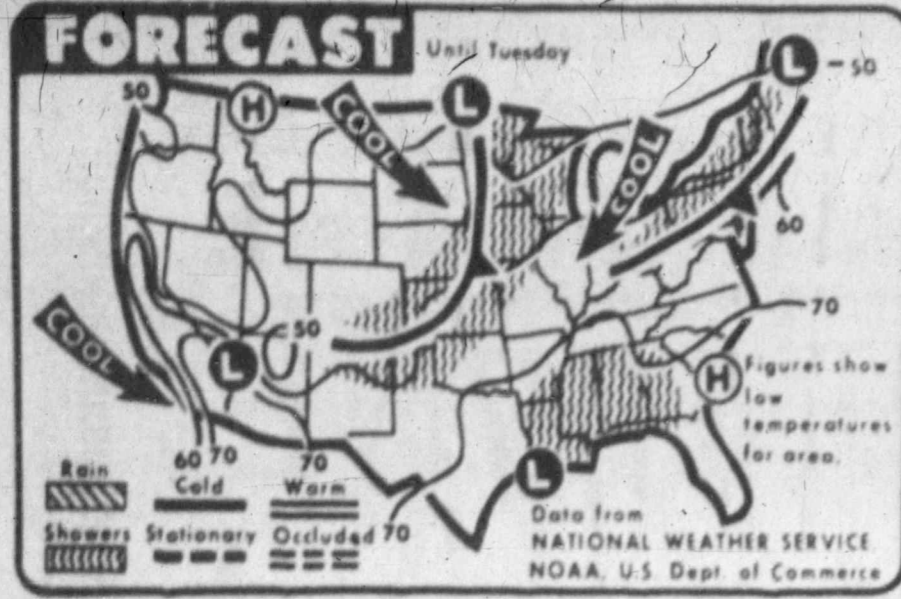 FORECAST
Until Tuesday
L -50
50
H
COOL
L
COOL
60
COOL
50
L
70
H
Figures show
low
temperatures
for area.
60 70
70
70
L
Rain
Cold
Warm
Showers
Stationary
Occluded
Data from
NATIONAL WEATHER SERVICE
NOAA, U.S. Dept. of Commerce